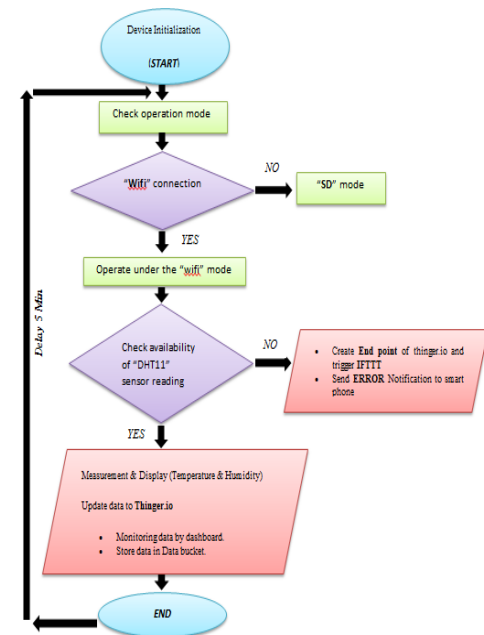 Device Initialization
(START)
Check operation mode
"Wifi" connection
NO
"SD" mode
YES
Operate under the "wifi" mode
Delay 5 Min
Check availability
of "DHT11"
sensor reading
NO
• Create End point of thinger.io and
trigger IFTTT
• Send ERROR Notification to smart
phone
YES
Measurement & Display (Temperature & Humidity)
Update data to Thinger.io
• Monitoring data by dashboard.
• Store data in Data bucket.
END